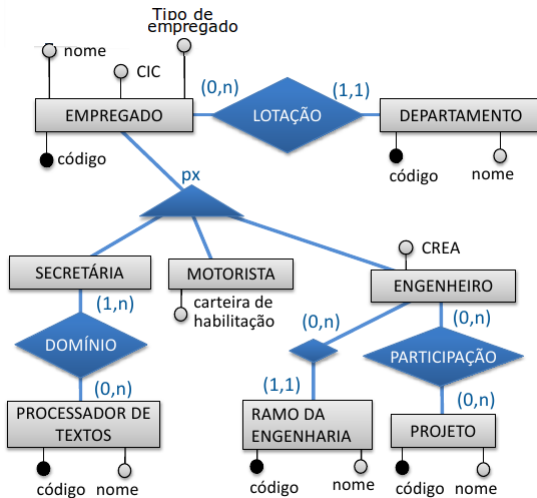 Tipo de
empregado
nome
CIC
(0,n)
(1,1)
EMPREGADO
LOTAÇÃO
DEPARTAMENTO
código
código
nome
px
CREA
SECRETÁRIA
MOTORISTA
ENGENHEIRO
(1,n)
carteira de
habilitação
(0,n)
(0,n)
DOMÍNIO
PARTICIPAÇÃO
(0,n)
(1,1)
(0,n)
PROCESSADOR DE
TEXTOS
RAMO DA
ENGENHARIA
PROJETO
código
nome
código
nome
código
nome